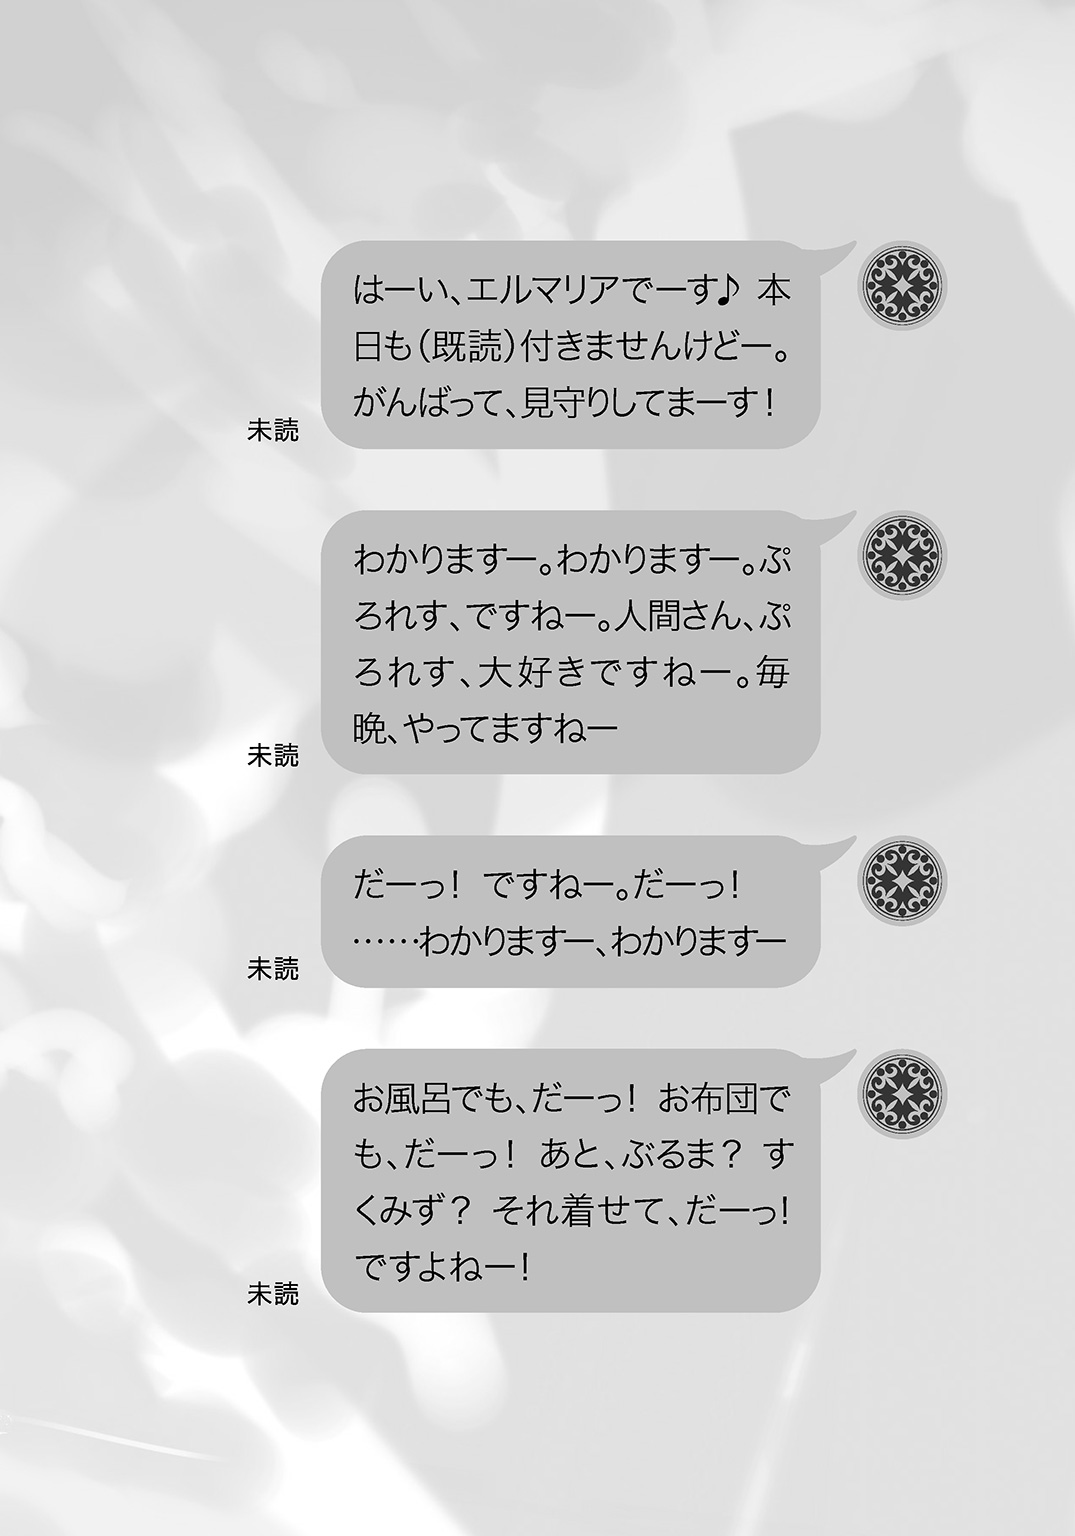 はーい、エルマリアでーす♪ 本
日も（既読）付きませんけどー。
がんばって、見守りしてまーす！
未読
わかりますー。わかりますー。ぷ
ろれす、ですねー。人間さん、ぷ
ろれす、大好きですねー。毎
晩、やってますねー
未読
だーっ！ ですねー。だーっ！
……わかりますー、わかりますー
未読
お風呂でも、だーっ！ お布団で
も、だーっ！ あと、ぶるま？ す
くみず？ それ着せて、だーっ！
ですよねー！
未読